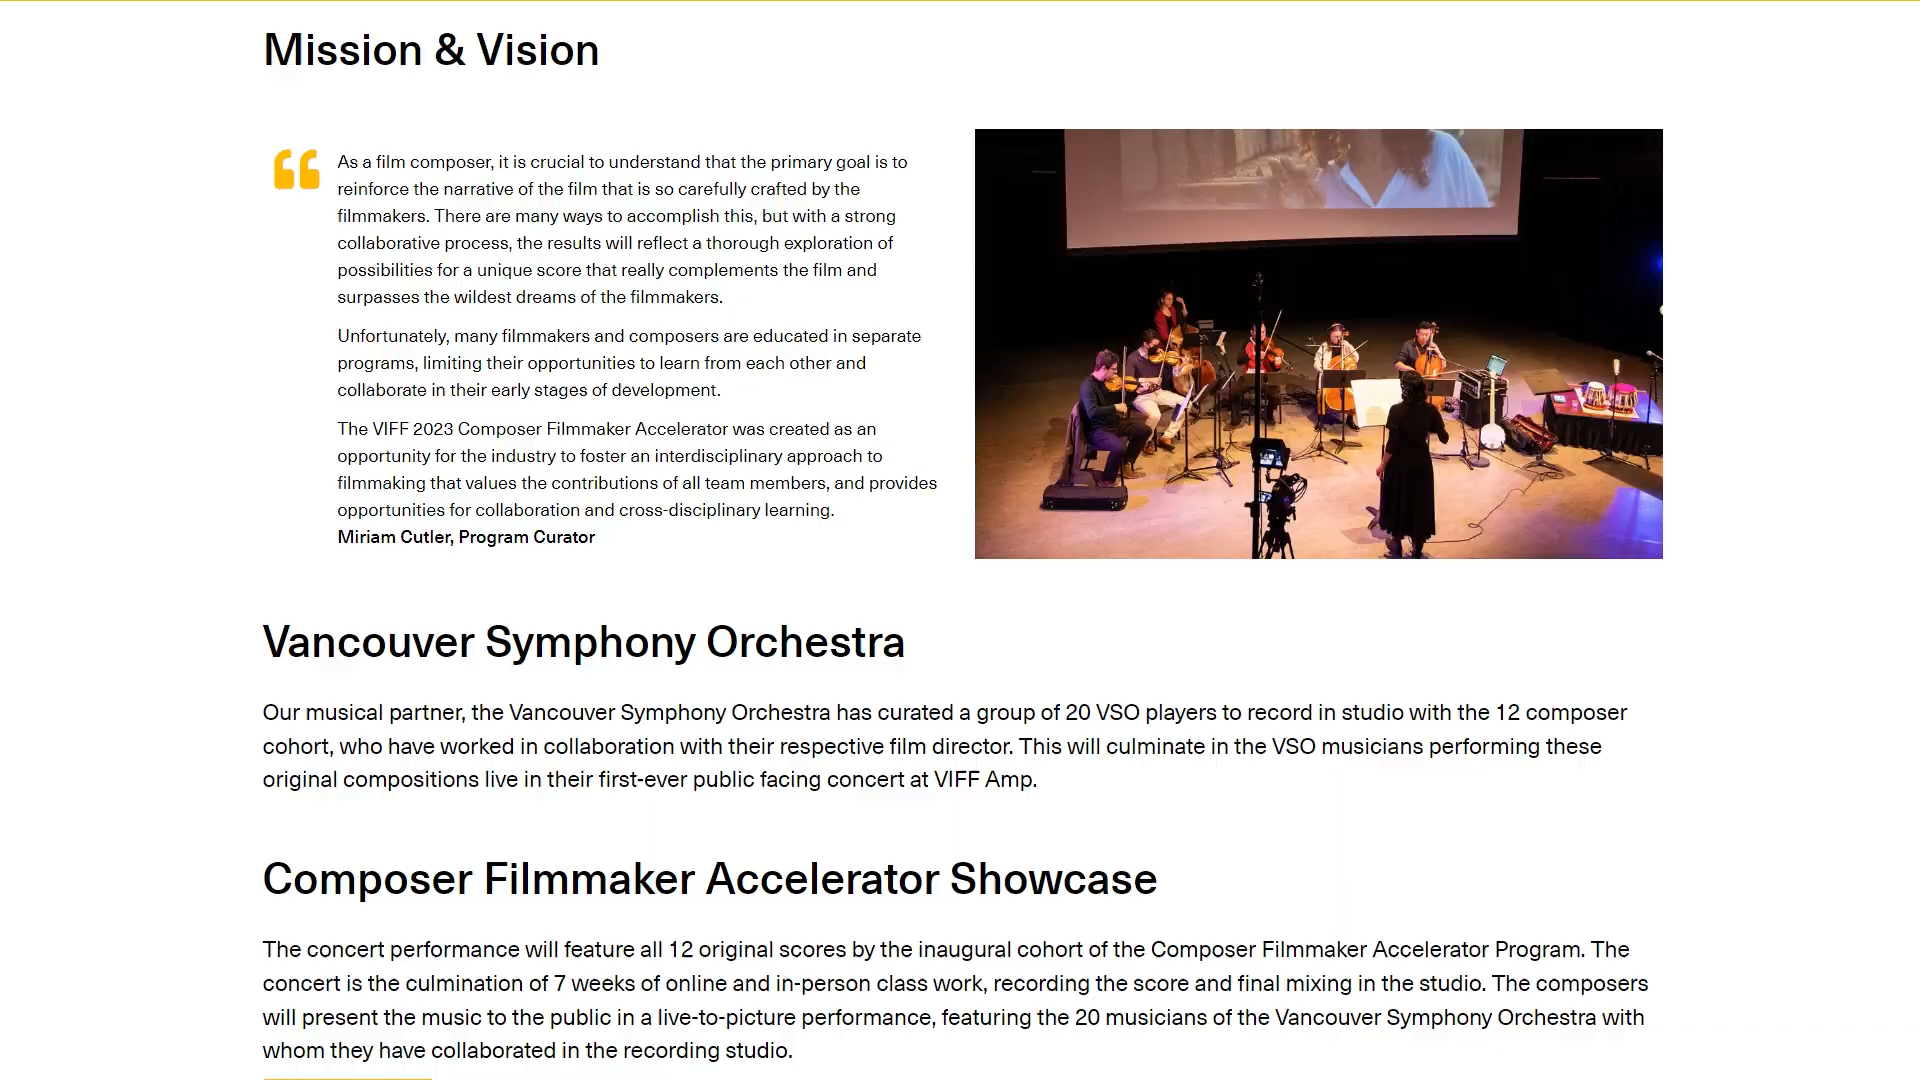 Mission & Vision
As a film composer, it is crucial to understand that the primary goal is to
reinforce the narrative of the film that is so carefully crafted by the
filmmakers. There are many ways to accomplish this, but with a strong
collaborative process, the results will reflect a thorough exploration of
possibilities for a unique score that really complements the film and
surpasses the wildest dreams of the filmmakers.
Unfortunately, many filmmakers and composers are educated in separate
programs, limiting their opportunities to learn from each other and
collaborate in their early stages of development.
The VIFF 2023 Composer Filmmaker Accelerator was created as an
opportunity for the industry to foster an interdisciplinary approach to
filmmaking that values the contributions of all team members, and provides
opportunities for collaboration and cross-disciplinary learning.
Miriam Cutler, Program Curator
Vancouver Symphony Orchestra
Our musical partner, the Vancouver Symphony Orchestra has curated a group of 20 VSO players to record in studio with the 12 composer
cohort, who have worked in collaboration with their respective film director. This will culminate in the VSO musicians performing these
original compositions live in their first-ever public facing concert at VIFF Amp.
Composer Filmmaker Accelerator Showcase
The concert performance will feature all 12 original scores by the inaugural cohort of the Composer Filmmaker Accelerator Program. The
concert is the culmination of 7 weeks of online and in-person class work, recording the score and final mixing in the studio. The composers
will present the music to the public in a live-to-picture performance, featuring the 20 musicians of the Vancouver Symphony Orchestra with
whom they have collaborated in the recording studio.